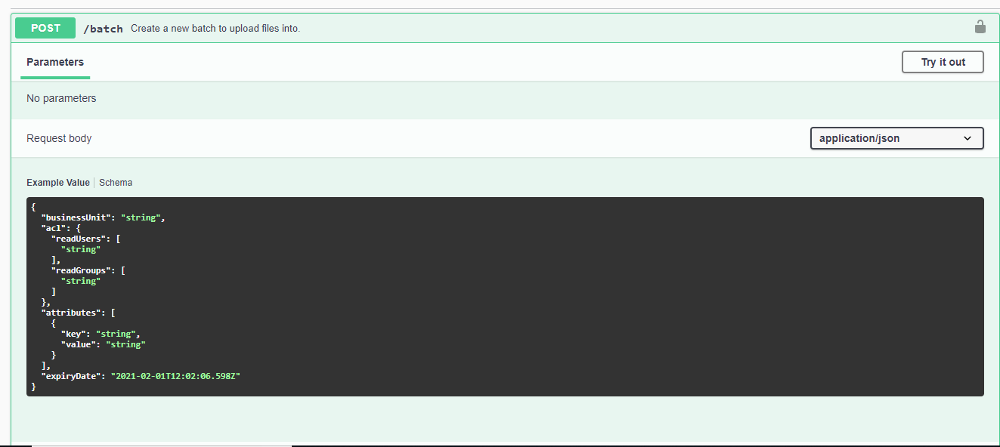 POST /batch Create a new batch to upload files into.
Parameters Try it out
No parameters
Request body application/json
Example Value Schema
{
"businessUnit": "string",
"acl": {
"readUsers": [
"string"
],
"readGroups": [
"string"
]
},
"attributes": [
{
"key": "string",
"value": "string"
}
],
"expiryDate": "2021-02-01T12:02:06.598Z"
}